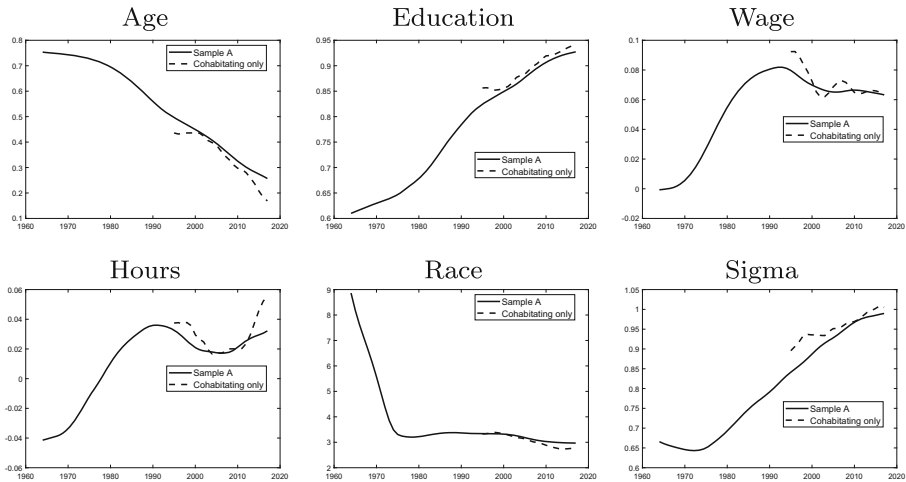 Age
0.8
0.7
0.6
0.5
0.4
0.3
0.2
0.1
1960 1970 1980 1990 2000 2010 2020
Sample A
Cohabitating only
Education
0.95
0.9
0.85
0.8
0.75
0.7
0.65
0.6
1960 1970 1980 1990 2000 2010 2020
Sample A
Cohabitating only
Wage
0.1
0.08
0.06
0.04
0.02
0
-0.02
1960 1970 1980 1990 2000 2010 2020
Sample A
Cohabitating only
Hours
0.06
0.04
0.02
0
-0.02
-0.04
-0.06
1960 1970 1980 1990 2000 2010 2020
Sample A
Cohabitating only
Race
9
8
7
6
5
4
3
2
1960 1970 1980 1990 2000 2010 2020
Sample A
Cohabitating only
Sigma
1.05
1
0.95
0.9
0.85
0.8
0.75
0.7
0.65
0.6
1960 1970 1980 1990 2000 2010 2020
Sample A
Cohabitating only